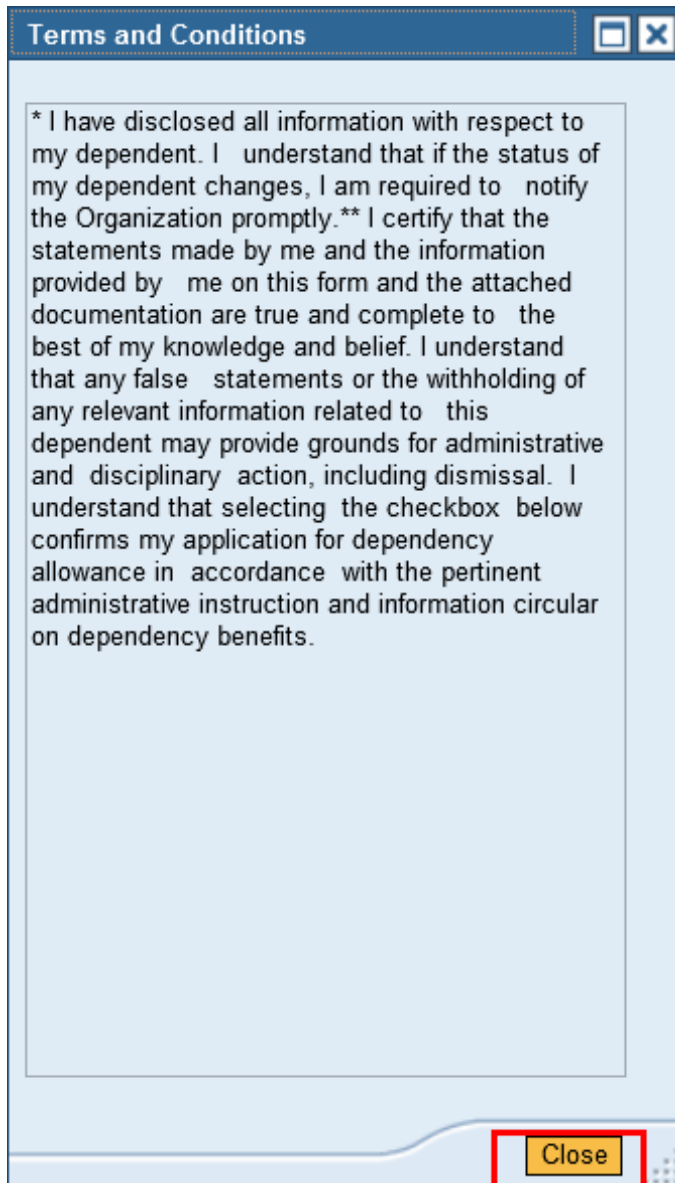 Terms and Conditions
* I have disclosed all information with respect to
my dependent. I   understand that if the status of
my dependent changes, I am required to   notify
the Organization promptly.** I certify that the
statements made by me and the information
provided by   me on this form and the attached
documentation are true and complete to   the
best of my knowledge and belief. I understand
that any false   statements or the withholding of
any relevant information related to   this
dependent may provide grounds for administrative
and  disciplinary  action, including dismissal.  I
understand that selecting  the checkbox  below
confirms my application for dependency
allowance in  accordance  with the pertinent
administrative instruction and information circular
on dependency benefits.
Close